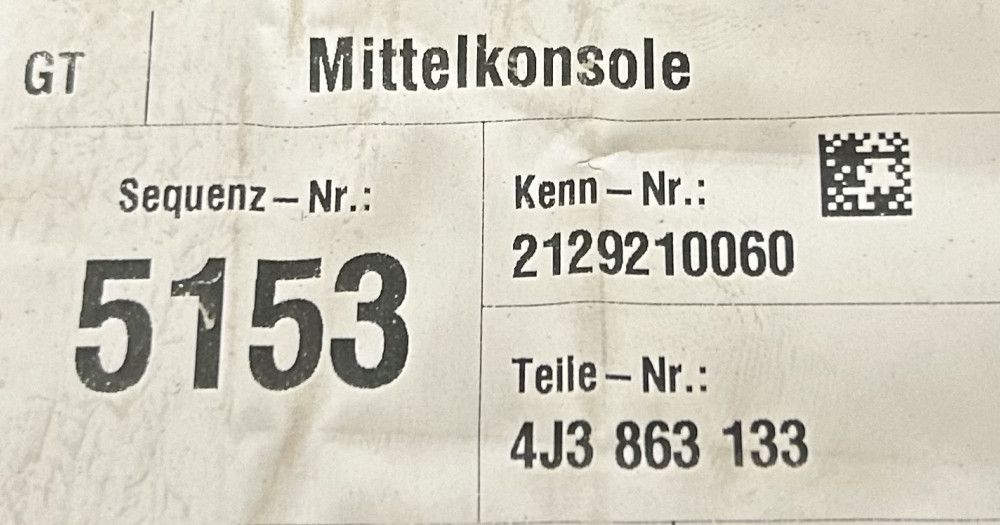 GT
Mittelkonsole
Sequenz-Nr.:
5153
Kenn-Nr.:
2129210060
Teile-Nr.:
4J3 863 133